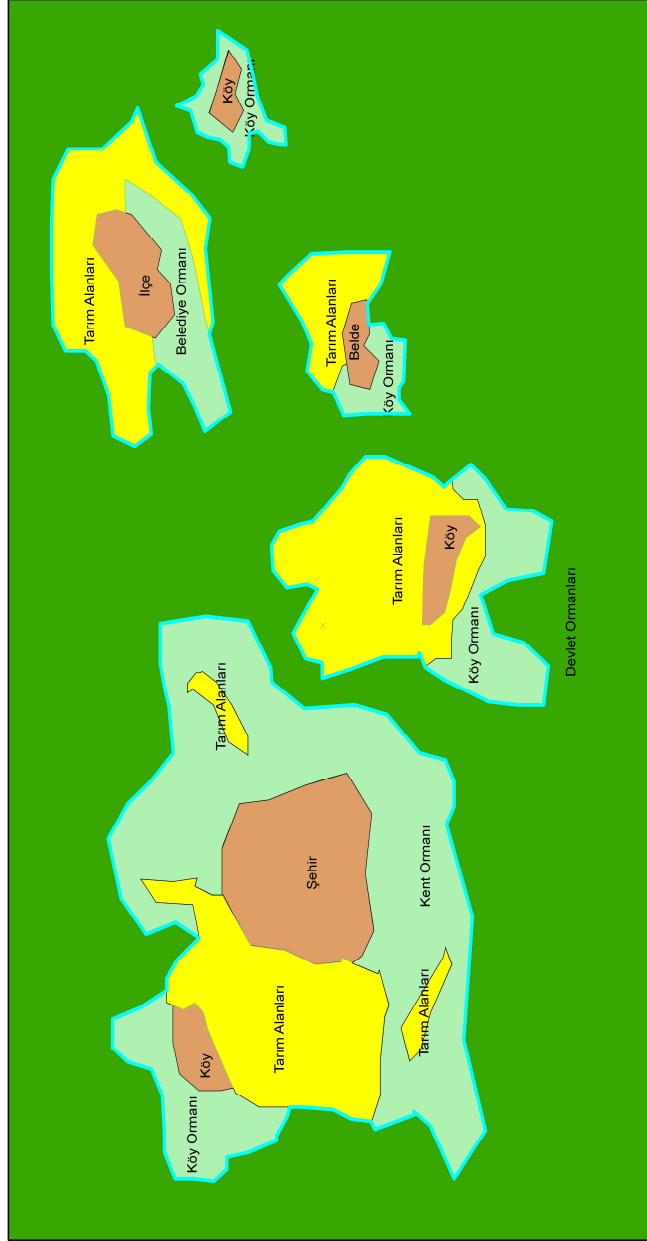 Tarım Alanları
İlçe
Belediye Ormanı
Köy Ormanı
Köy
Tarım Alanları
Köy
Köy Ormanı
Tarım Alanları
Şehir
Tarım Alanları
Belde
Köy Ormanı
Tarım Alanları
Tarım Alanları
Kent Ormanı
Köy
Köy Ormanı
Devlet Ormanları